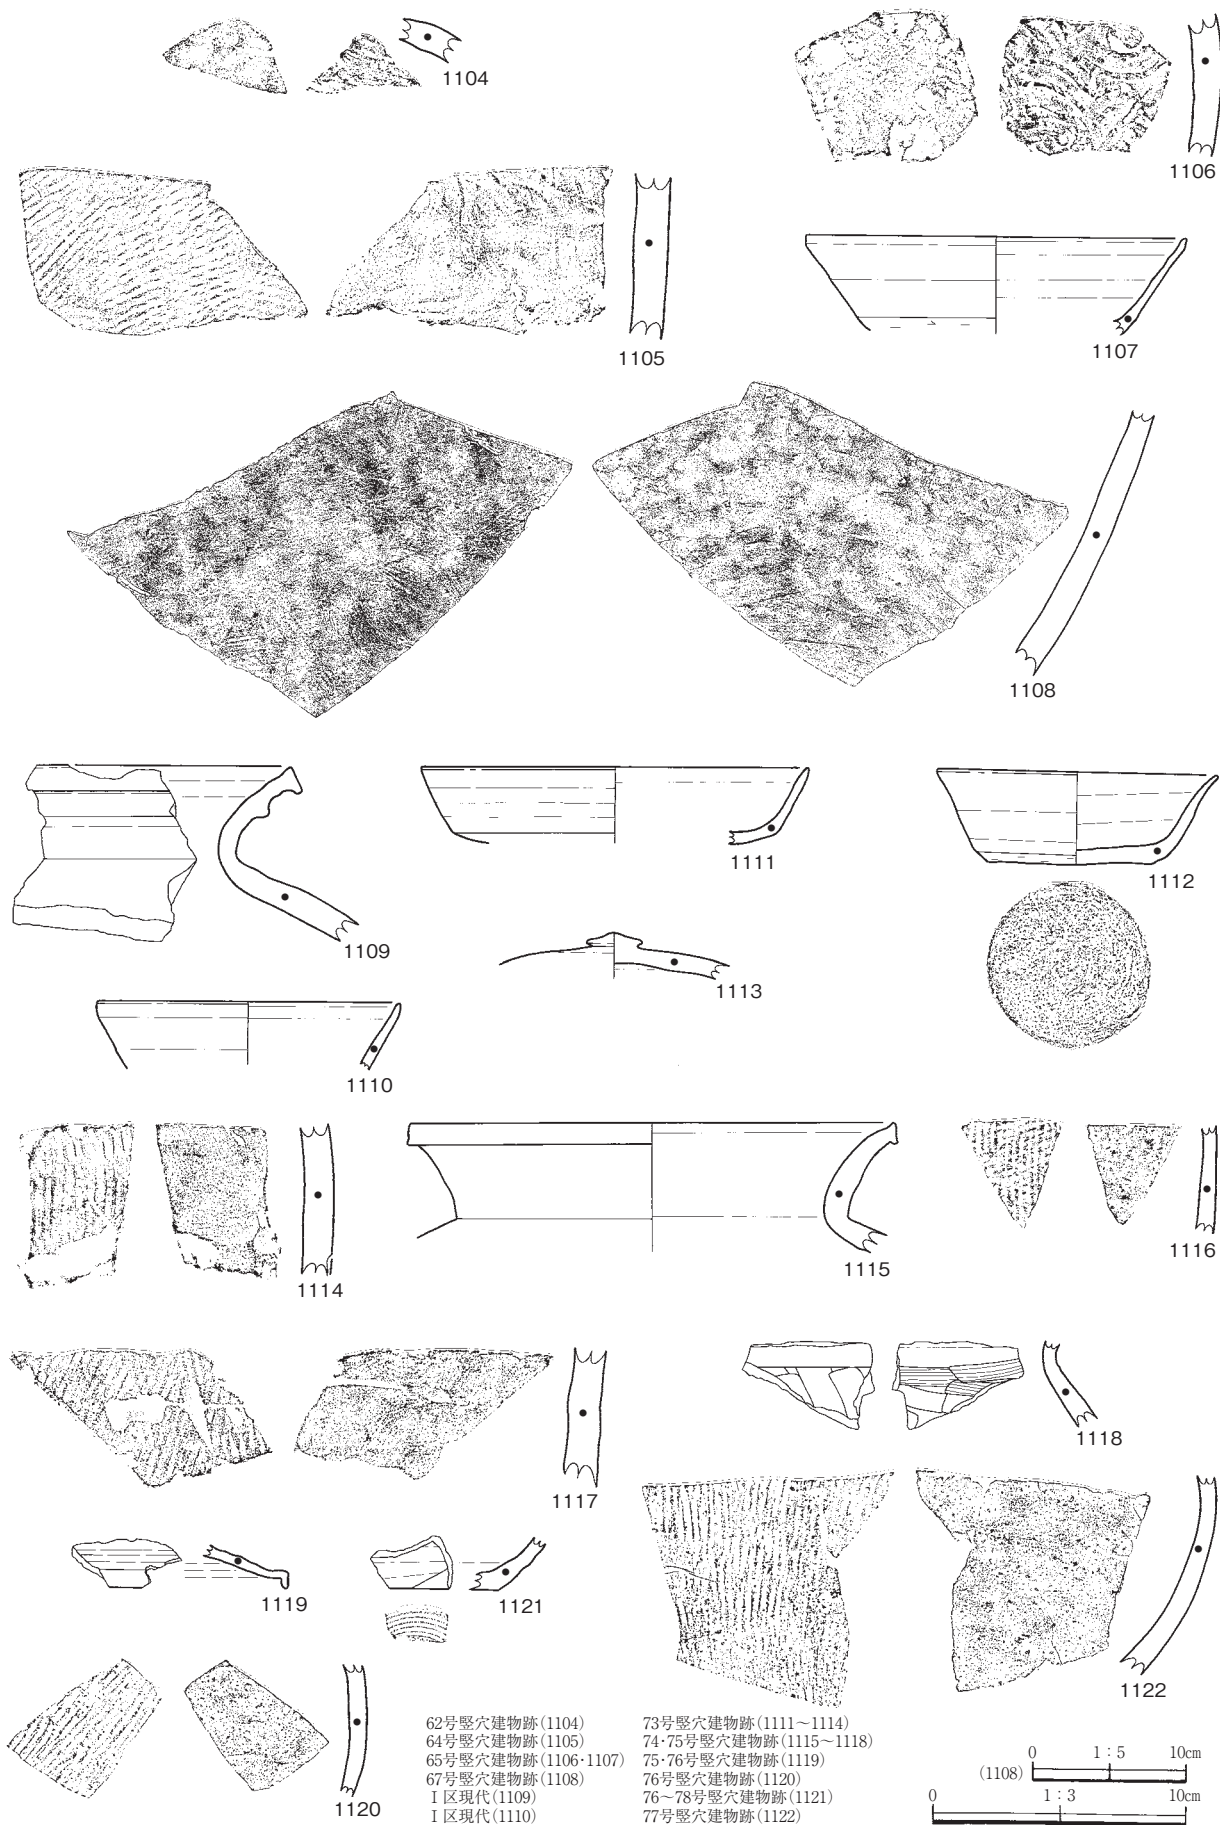 1104
1106
1105
1107
1108
1109
1111
1112
1113
1110
1114
1115
1116
1117
1118
1119
1121
1122
1120
62号竪穴建物跡(1104)
64号竪穴建物跡(1105)
65号竪穴建物跡(1106・1107)
67号竪穴建物跡(1108)
Ⅰ区現代(1109)
Ⅰ区現代(1110)
73号竪穴建物跡(1111～1114)
74・75号竪穴建物跡(1115～1118)
75・76号竪穴建物跡(1119)
76号竪穴建物跡(1120)
76～78号竪穴建物跡(1121)
77号竪穴建物跡(1122)
0 1：5 10cm
(1108)
0 1：3 10cm